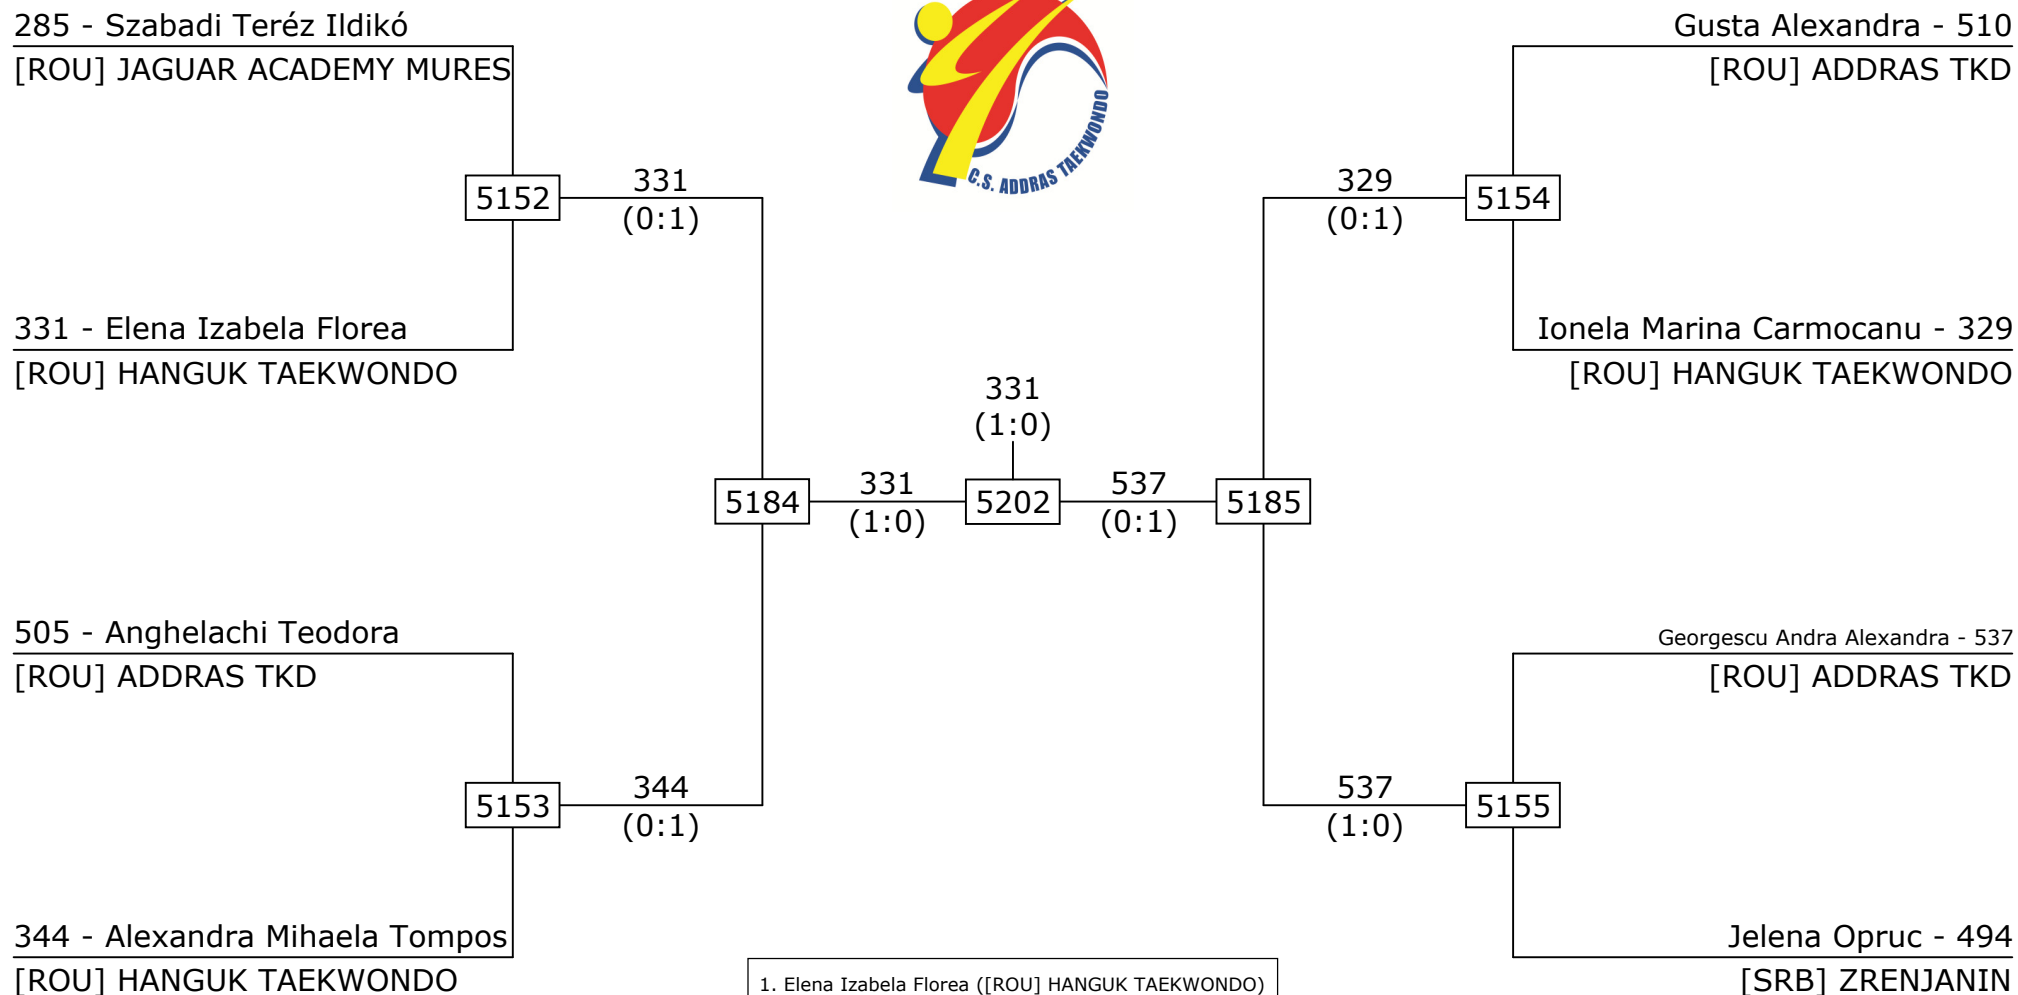 285 - Szabadi Teréz Ildikó
[ROU] JAGUAR ACADEMY MURES
5152
331
(0:1)
331 - Elena Izabela Florea
[ROU] HANGUK TAEKWONDO
505 - Anghelachi Teodora
[ROU] ADDRAS TKD
5153
344
(0:1)
344 - Alexandra Mihaela Tompos
[ROU] HANGUK TAEKWONDO
5184
331
(1:0)
C.S. ADDRAS TAEKWONDO
331
(1:0)
5202
537
(0:1)
5185
Gusta Alexandra - 510
[ROU] ADDRAS TKD
329
(0:1)
5154
Ionela Marina Carmocanu - 329
[ROU] HANGUK TAEKWONDO
Georgescu Andra Alexandra - 537
[ROU] ADDRAS TKD
537
(1:0)
5155
Jelena Opruc - 494
[SRB] ZRENJANIN
1. Elena Izabela Florea ([ROU] HANGUK TAEKWONDO)